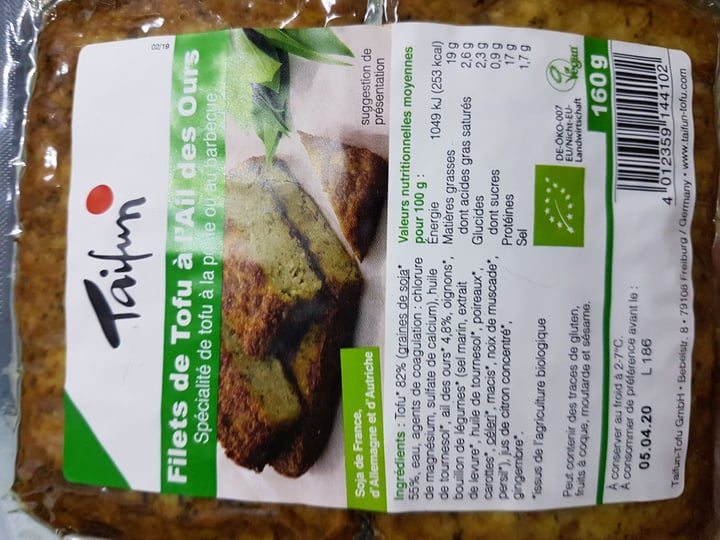 02/19
Taifun
Filets de Tofu à l'Ail des Ours
Spécialité de tofu à la poêle ou au barbecue
suggestion de
présentation
Soja de France,
d'Allemagne et d'Autriche
Ingrédients : Tofu* 82% (graines de soja*
55%, eau, agents de coagulation : chlorure
de magnésium, sulfate de calcium), huile
de tournesol*, ail des ours* 4,8%, oignons*,
bouillon de légumes* (sel marin, extrait
de levure*, huile de tournesol*, poireaux*,
carottes*, céleri*, macis*, noix de muscade*,
persil*), jus de citron concentré*,
gingembre*.
*issus de l'agriculture biologique
Peut contenir des traces de gluten,
fruits à coque, moutarde et sésame.
Valeurs nutritionnelles moyennes
pour 100 g :
Énergie 1049 kJ (253 kcal)
Matières grasses 19 g
dont acides gras saturés 2,6 g
Glucides 2,3 g
dont sucres 0,9 g
Protéines 17 g
Sel 1,7 g
DE-ÖKO-007
EU/Nicht-EU-
Landwirtschaft
Vegan
160g
À conserver au froid à 2-7°C.
À consommer de préférence avant le :
05.04.20 L186
4 012359 144102
Taifun-Tofu GmbH • Bebelstr. 8 • 79108 Freiburg / Germany • www.taifun-tofu.com